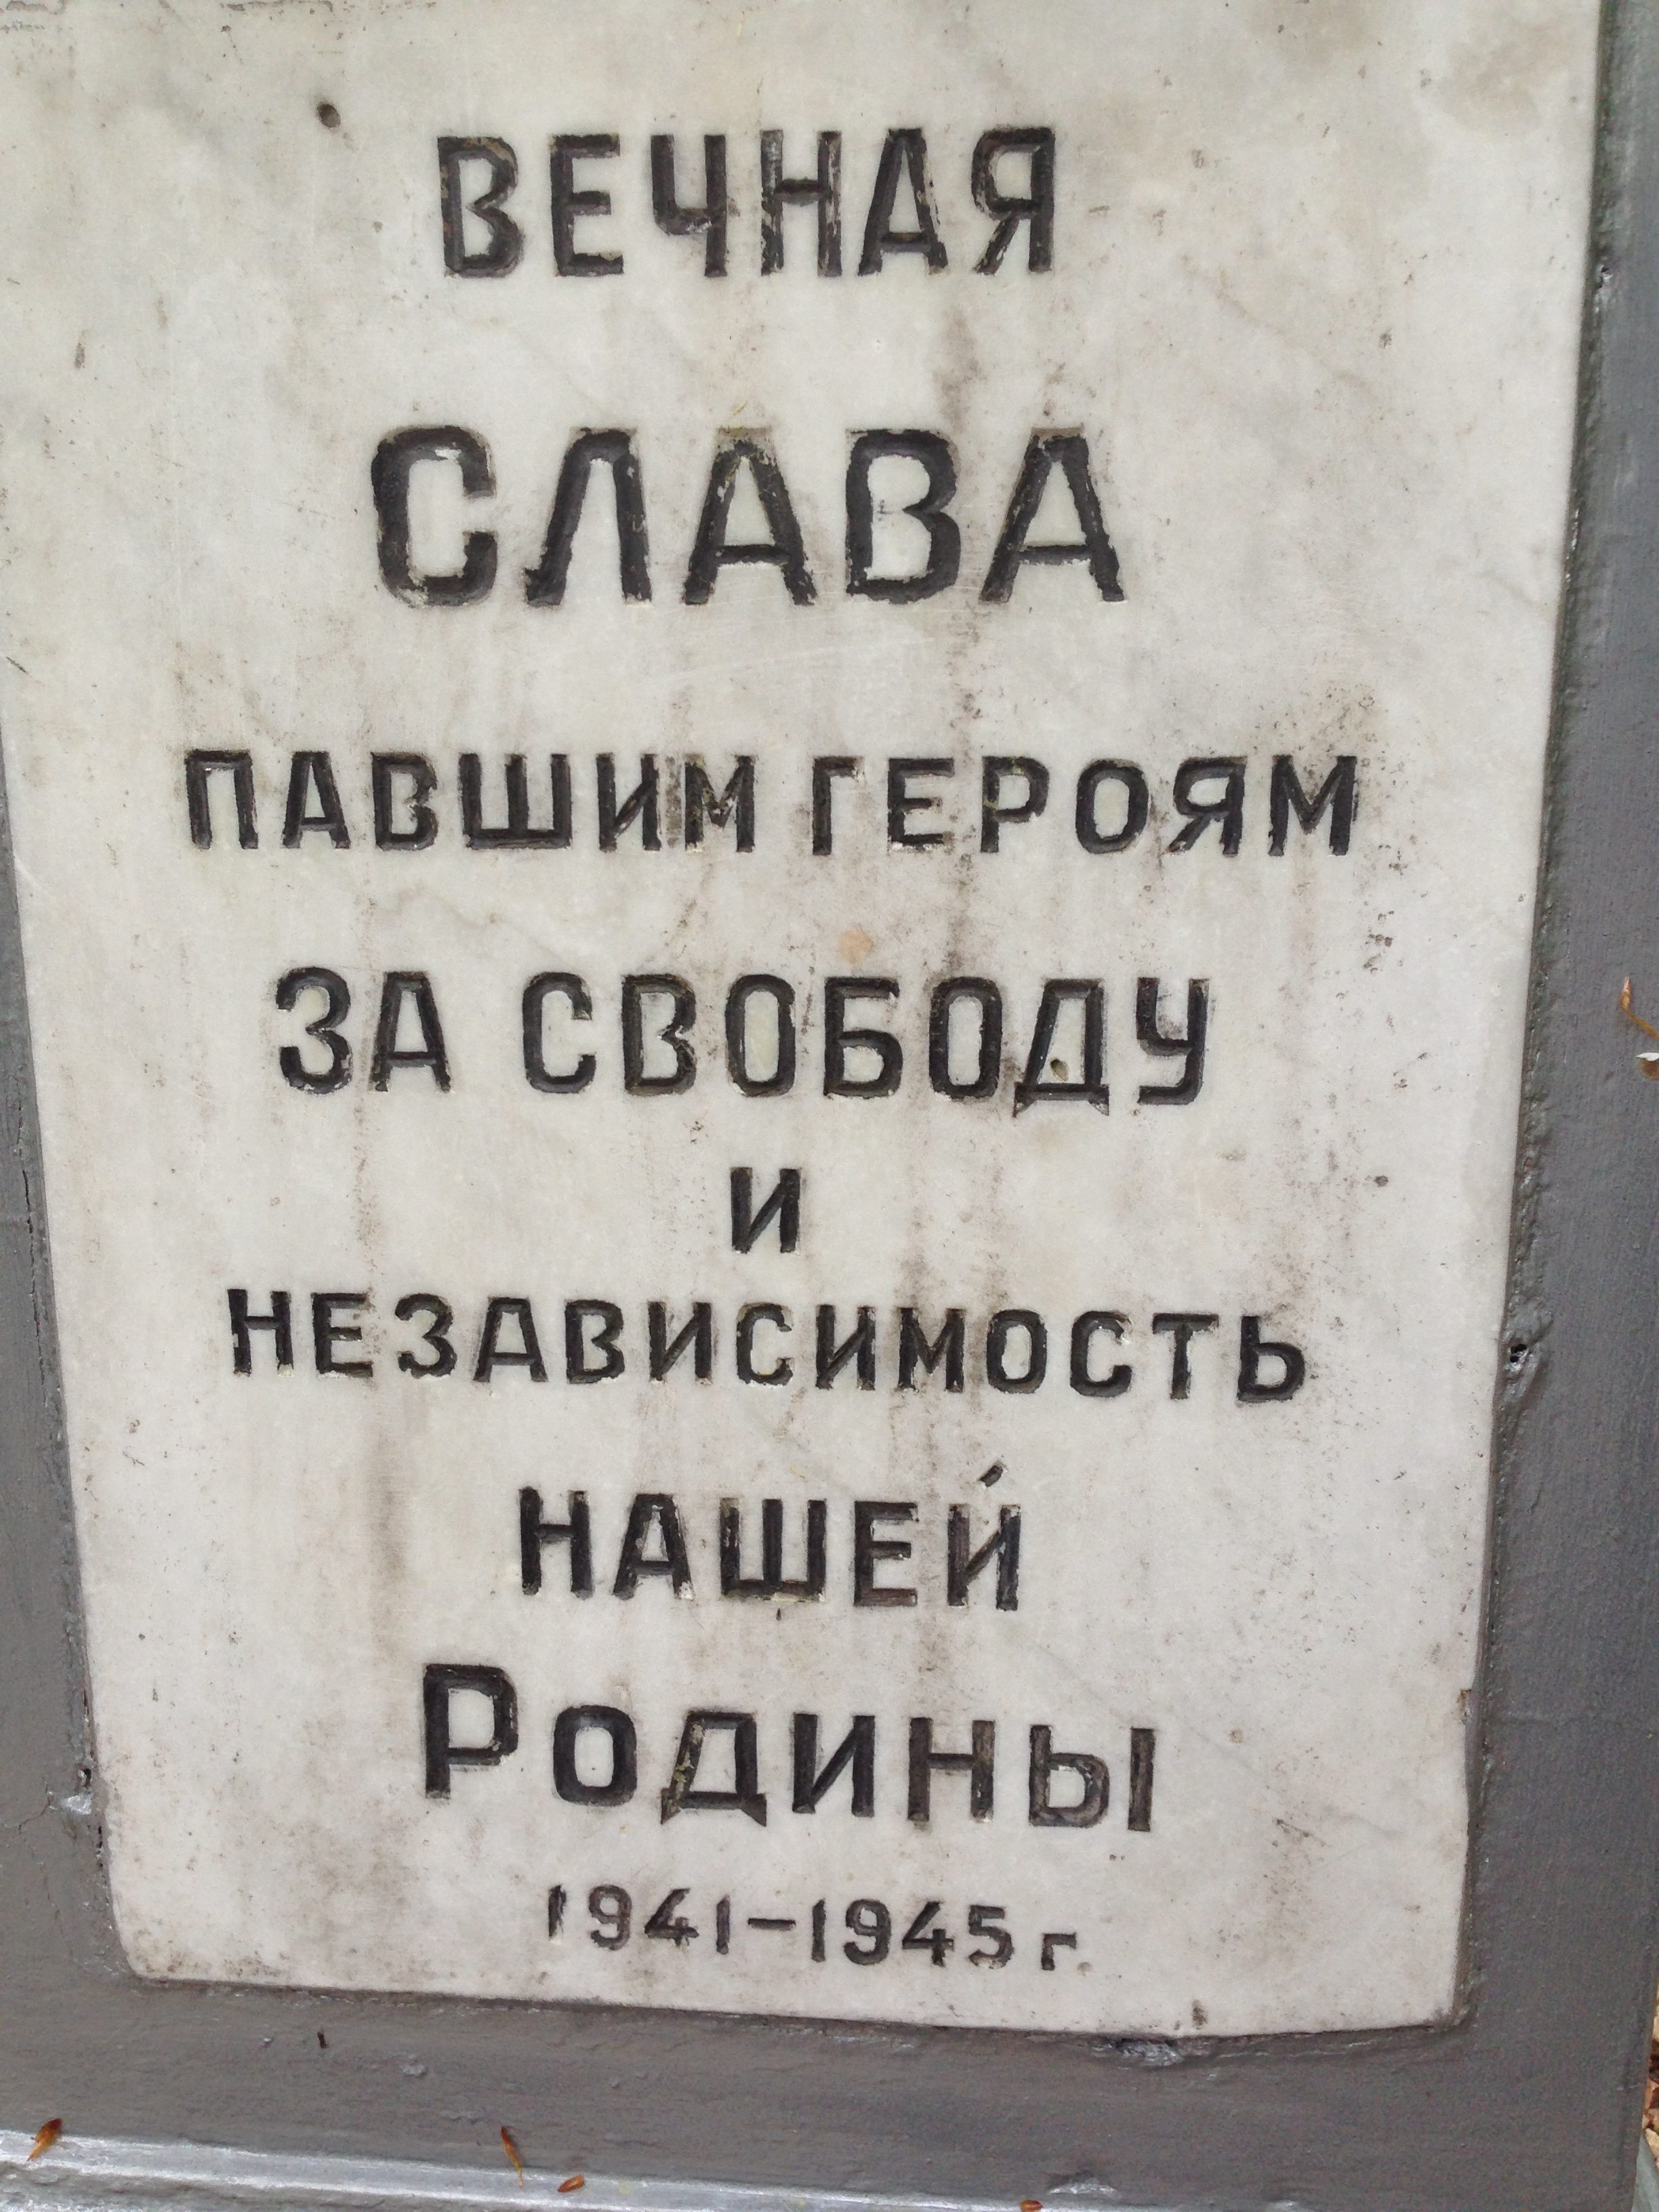 ВЕЧНАЯ
СЛАВА
ПАВШИМ ГЕРОЯМ
ЗА СВОБОДУ
И
НЕЗАВИСИМОСТЬ
НАШЕЙ
РОДИНЫ
1941-1945 г.